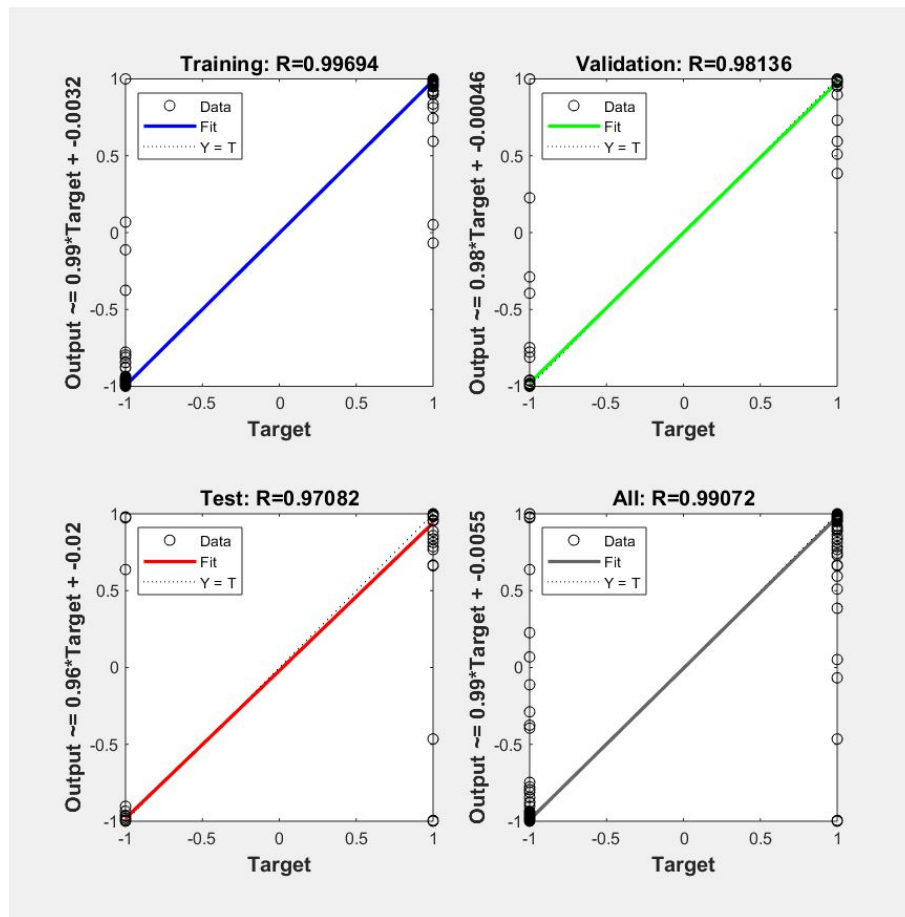 Training: R=0.99694
Output ~= 0.99*Target + -0.0032
1
0.5
0
-0.5
-1
Data
Fit
Y = T
-1 -0.5 0 0.5 1
Target
Validation: R=0.98136
Output ~= 0.98*Target + -0.00046
1
0.5
0
-0.5
-1
Data
Fit
Y = T
-1 -0.5 0 0.5 1
Target
Test: R=0.97082
Output ~= 0.96*Target + -0.02
1
0.5
0
-0.5
-1
Data
Fit
Y = T
-1 -0.5 0 0.5 1
Target
All: R=0.99072
Output ~= 0.99*Target + -0.0055
1
0.5
0
-0.5
-1
Data
Fit
Y = T
-1 -0.5 0 0.5 1
Target